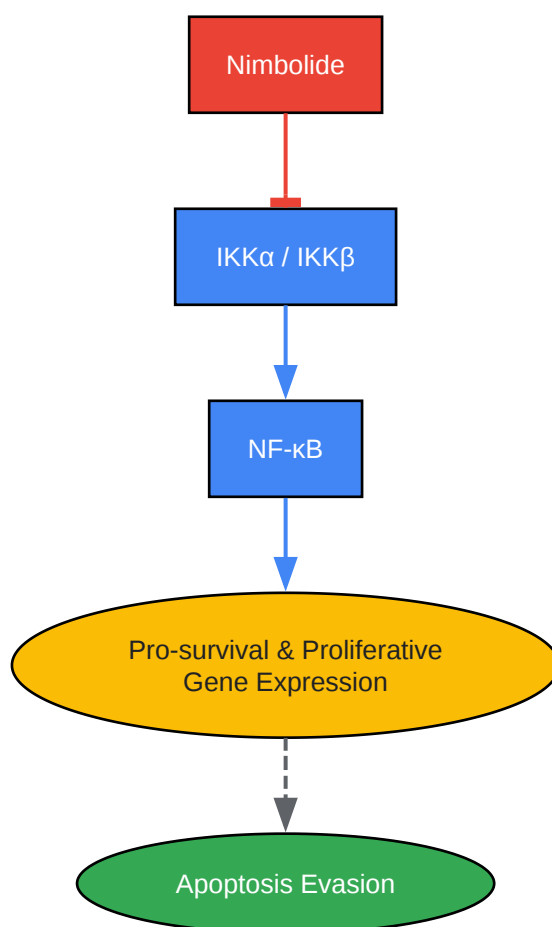 Nimbolide
IKKα / IKKβ
NF-κB
Pro-survival & Proliferative
Gene Expression
Apoptosis Evasion